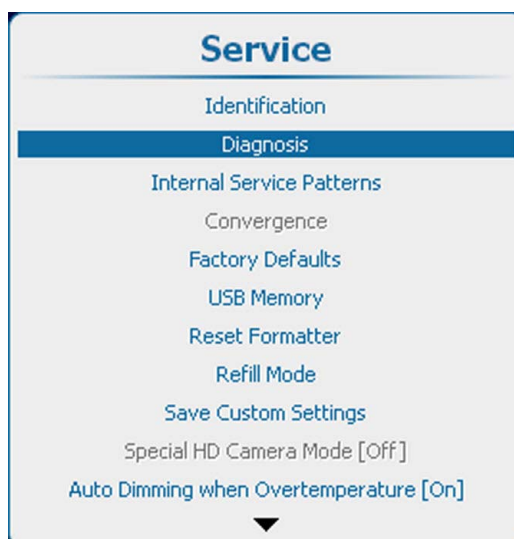 Service
Identification
Diagnosis
Internal Service Patterns
Convergence
Factory Defaults
USB Memory
Reset Formatter
Refill Mode
Save Custom Settings
Special HD Camera Mode [Off]
Auto Dimming when Overtemperature [On]